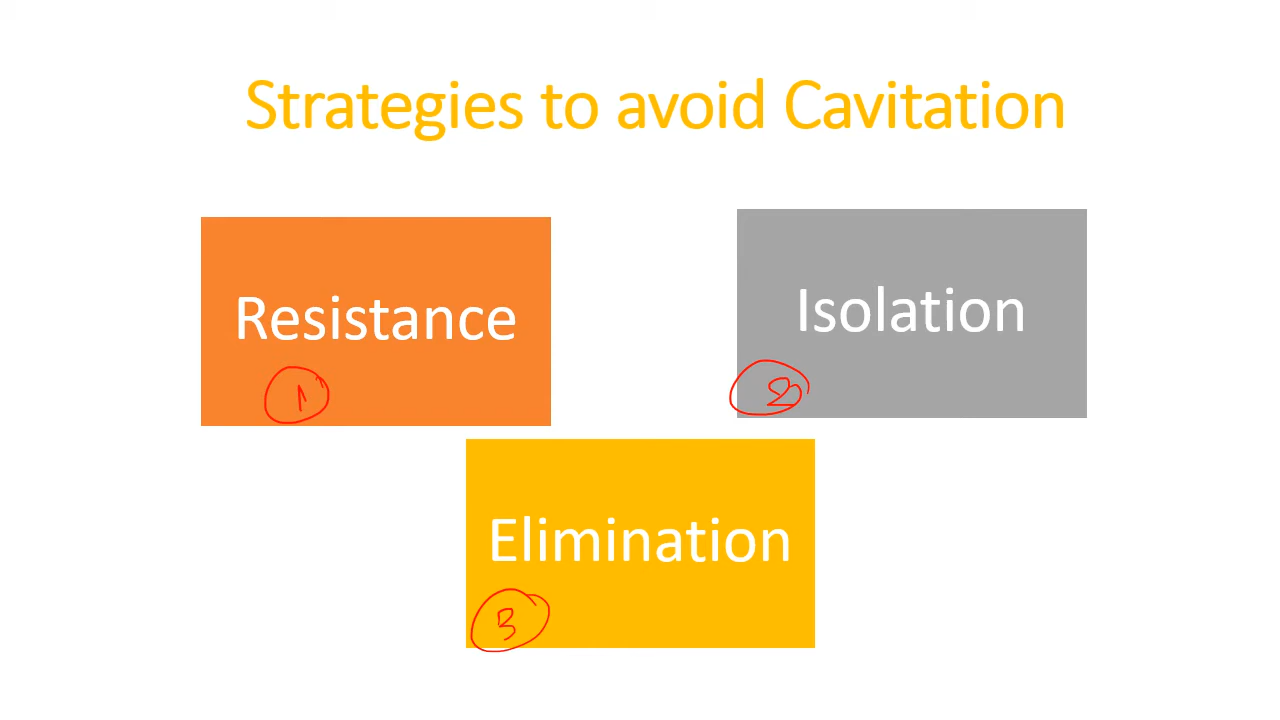 Strategies to avoid Cavitation
Resistance
1
Isolation
2
Elimination
3